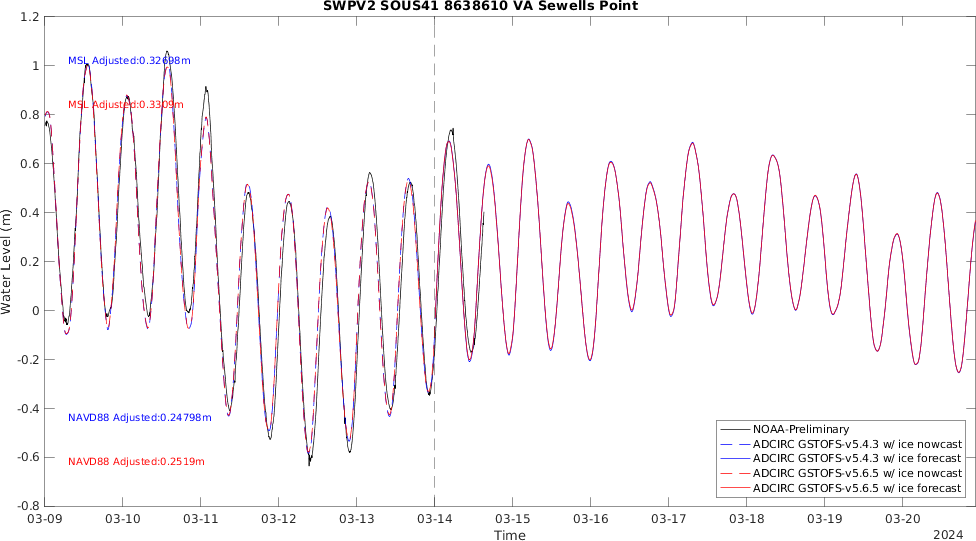 SWPV2 SOUS41 8638610 VA Sewells Point
Water Level (m)
1.2
1
0.8
0.6
0.4
0.2
0
-0.2
-0.4
-0.6
-0.8
MSL Adjusted:0.32698m
MSL Adjusted:0.3309m
NAVD88 Adjusted:0.24798m
NAVD88 Adjusted:0.2519m
NOAA-Preliminary
ADCIRC GSTOFS-v5.4.3 w/ ice nowcast
ADCIRC GSTOFS-v5.4.3 w/ ice forecast
ADCIRC GSTOFS-v5.6.5 w/ ice nowcast
ADCIRC GSTOFS-v5.6.5 w/ ice forecast
03-09 03-10 03-11 03-12 03-13 03-14 03-15 03-16 03-17 03-18 03-19 03-20
Time
2024